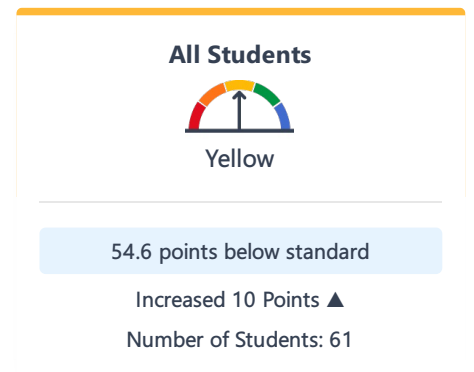 All Students
Yellow
54.6 points below standard
Increased 10 Points ▲
Number of Students: 61